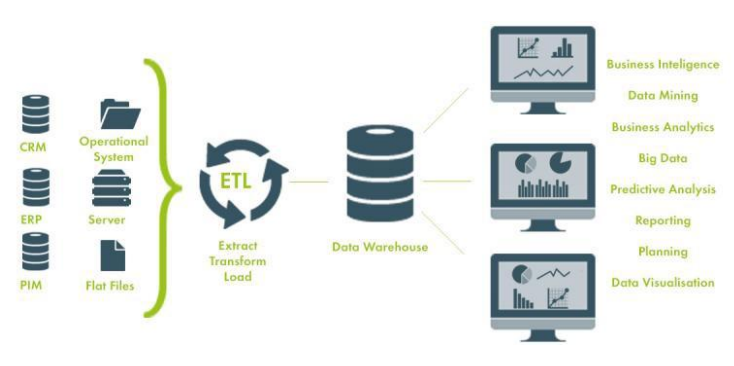 CRM
Operational
System
ERP
Server
PIM
Flat Files
ETL
Extract
Transform
Load
Data Warehouse
Business Inteligence
Data Mining
Business Analytics
Big Data
Predictive Analysis
Reporting
Planning
Data Visualisation